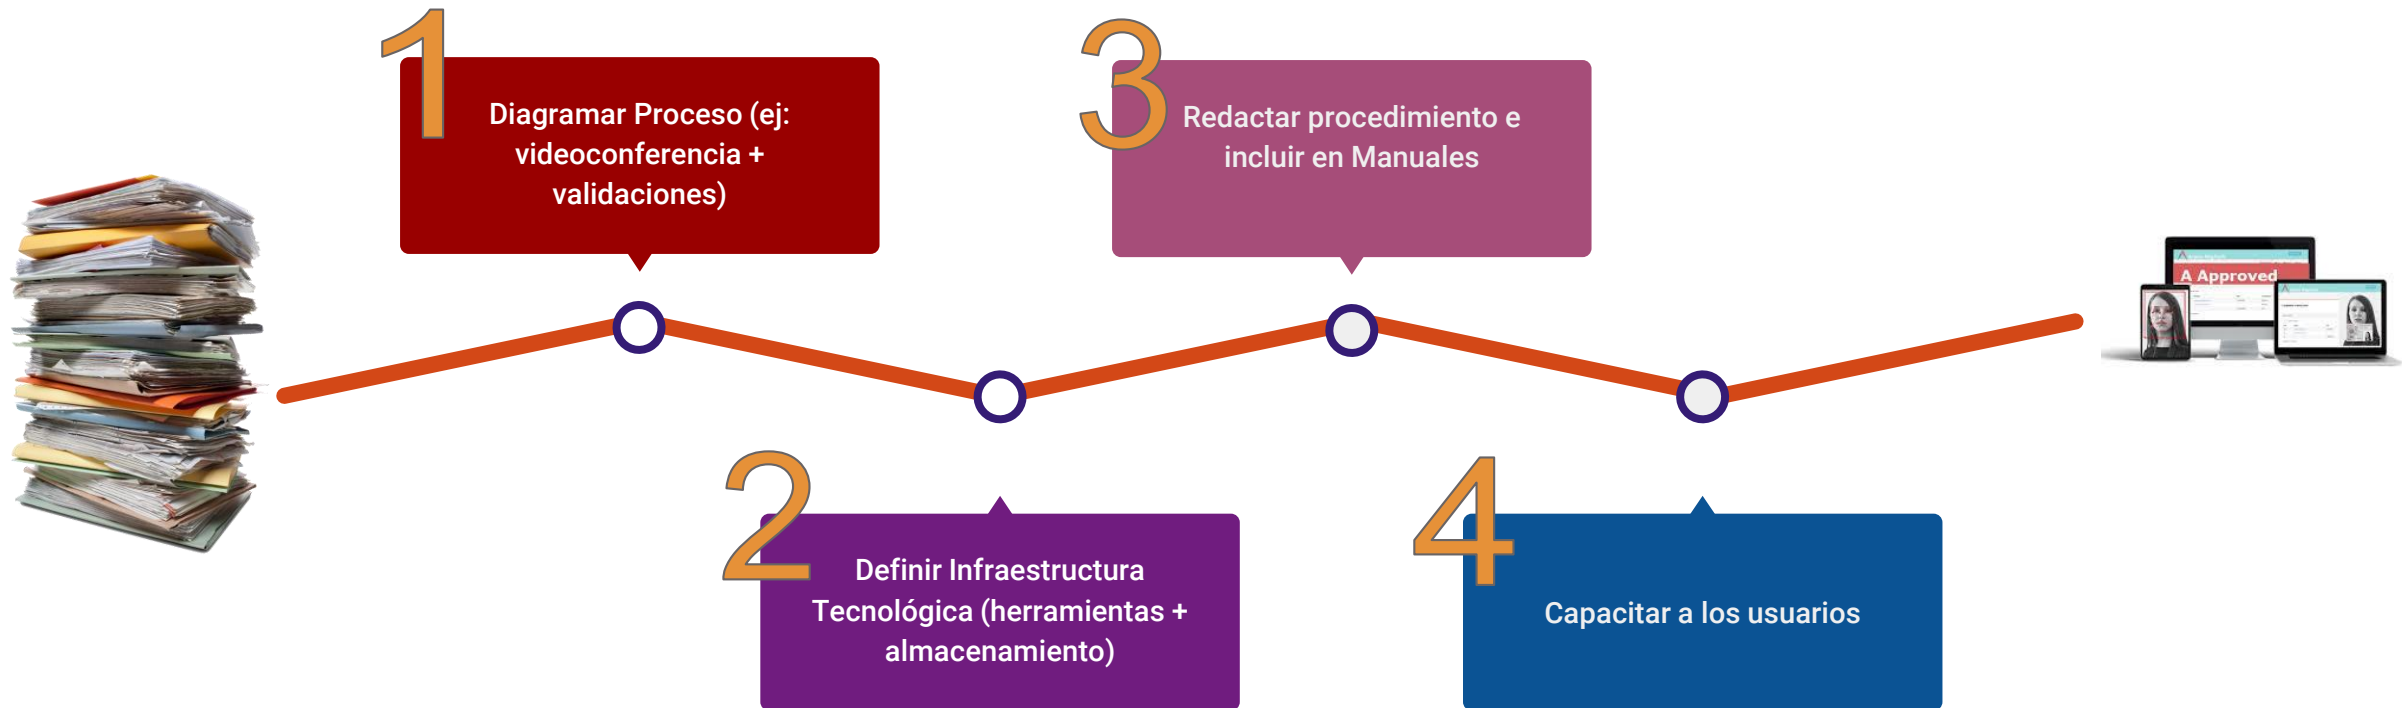 1
Diagramar Proceso (ej:
videoconferencia +
validaciones)
2
Definir Infraestructura
Tecnológica (herramientas +
almacenamiento)
3
Redactar procedimiento e
incluir en Manuales
4
Capacitar a los usuarios
A Approved